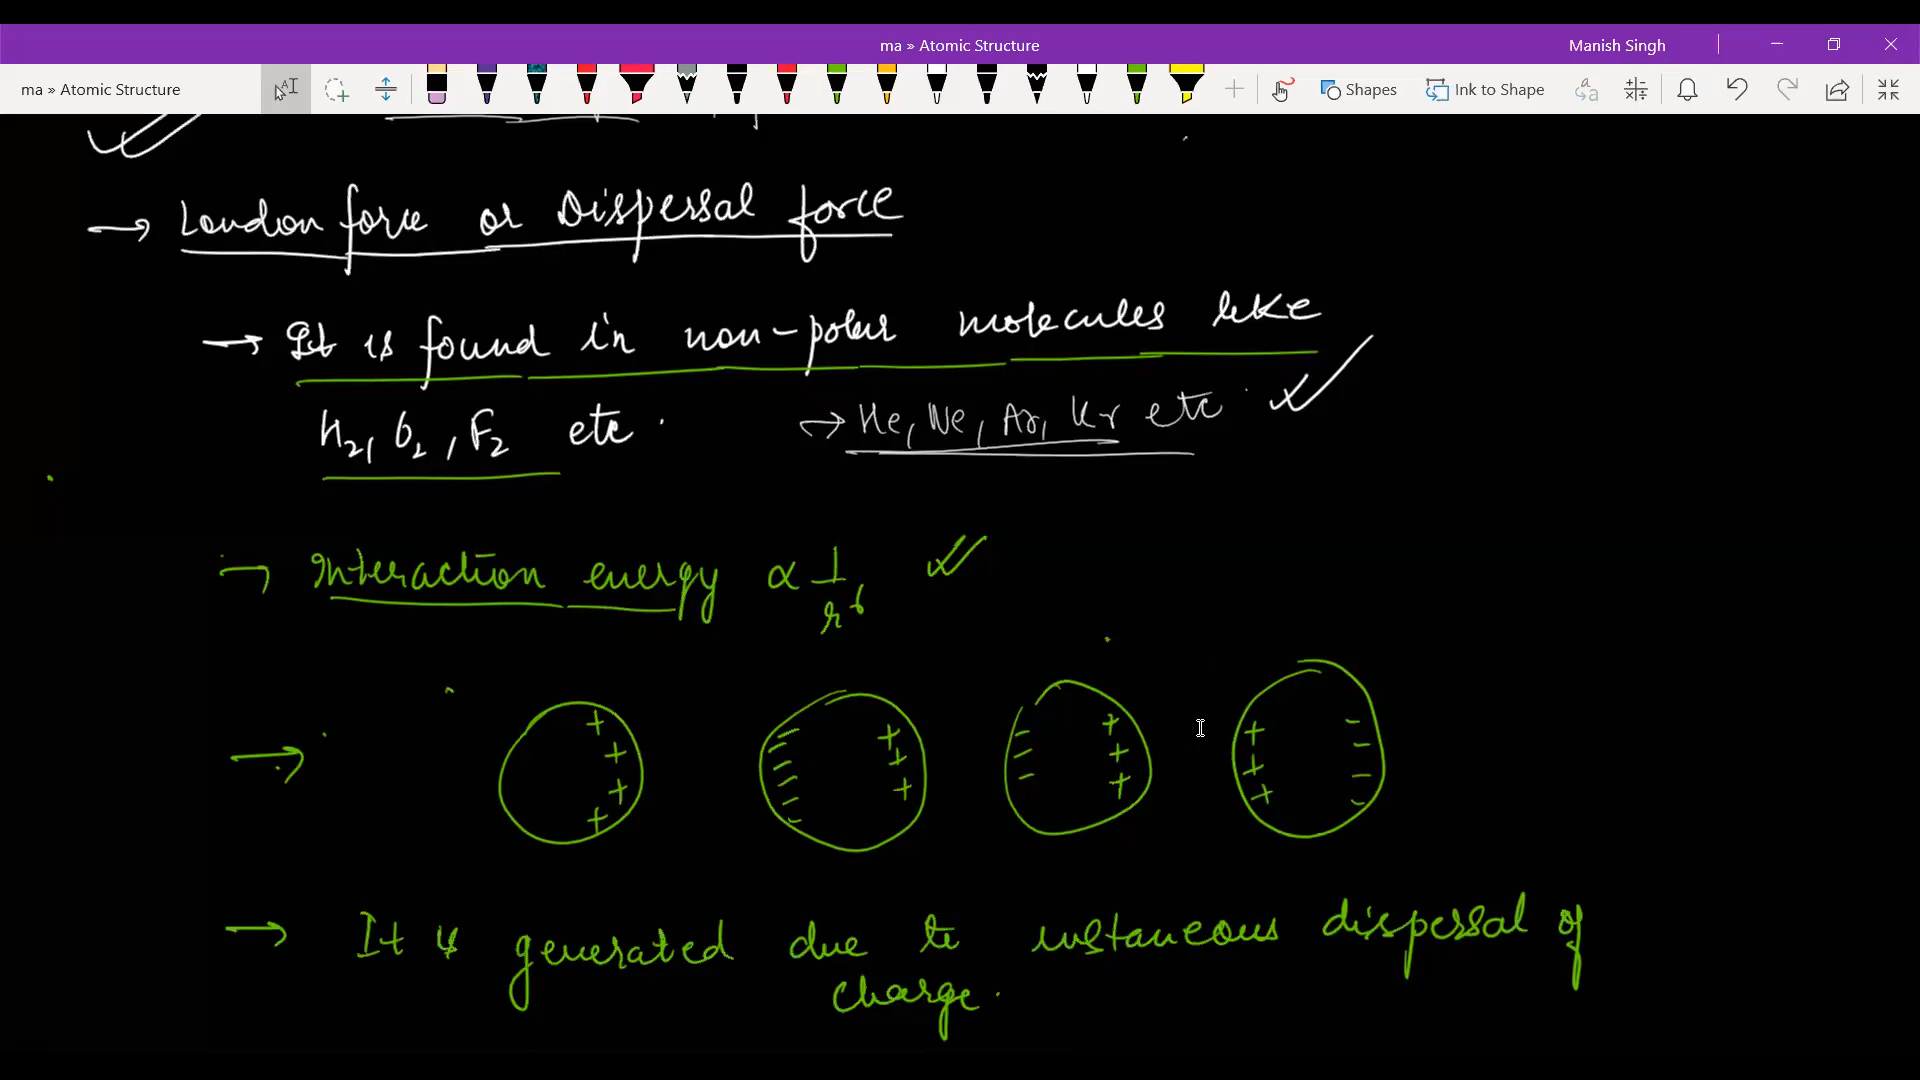 ma » Atomic Structure
Manish Singh
ma » Atomic Structure
Shapes
Ink to Shape
→ London force or Dispersal force
→ It is found in non-polar molecules like
H₂, O₂, F₂ etc. → He, Ne, Ar, Kr etc
→ Interaction energy ∝ 1/r⁶
→
+ + + +
- - - - - - + + +
- - - + + +
+ + + - - - -
→ It is generated due to instaneous dispersal of
charge.